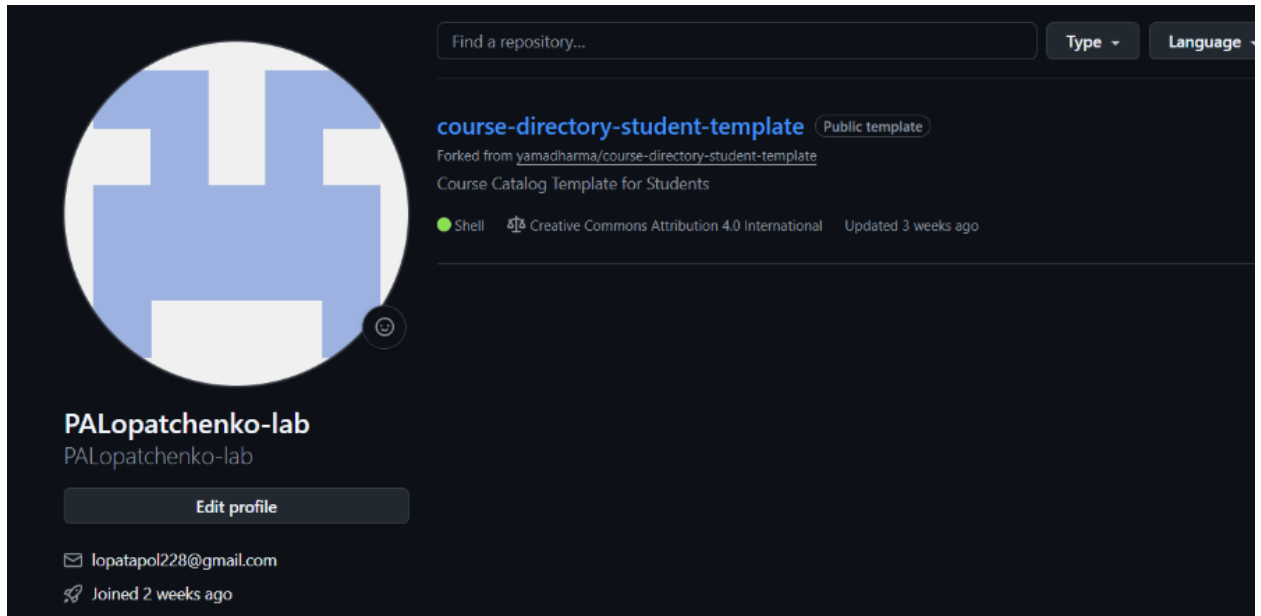 Find a repository...
Type
Language
course-directory-student-template Public template
Forked from yamadharma/course-directory-student-template
Course Catalog Template for Students
Shell Creative Commons Attribution 4.0 International Updated 3 weeks ago
PALopatchenko-lab
PALopatchenko-lab
Edit profile
lopatapol228@gmail.com
Joined 2 weeks ago